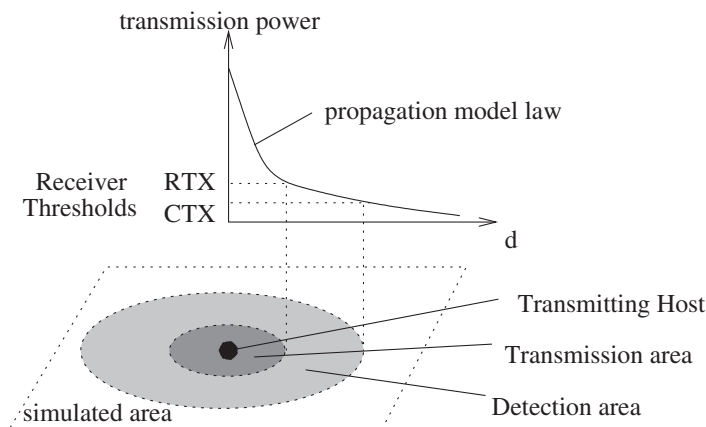 transmission power
propagation model law
Receiver
Thresholds
RTX
CTX
d
Transmitting Host
Transmission area
Detection area
simulated area